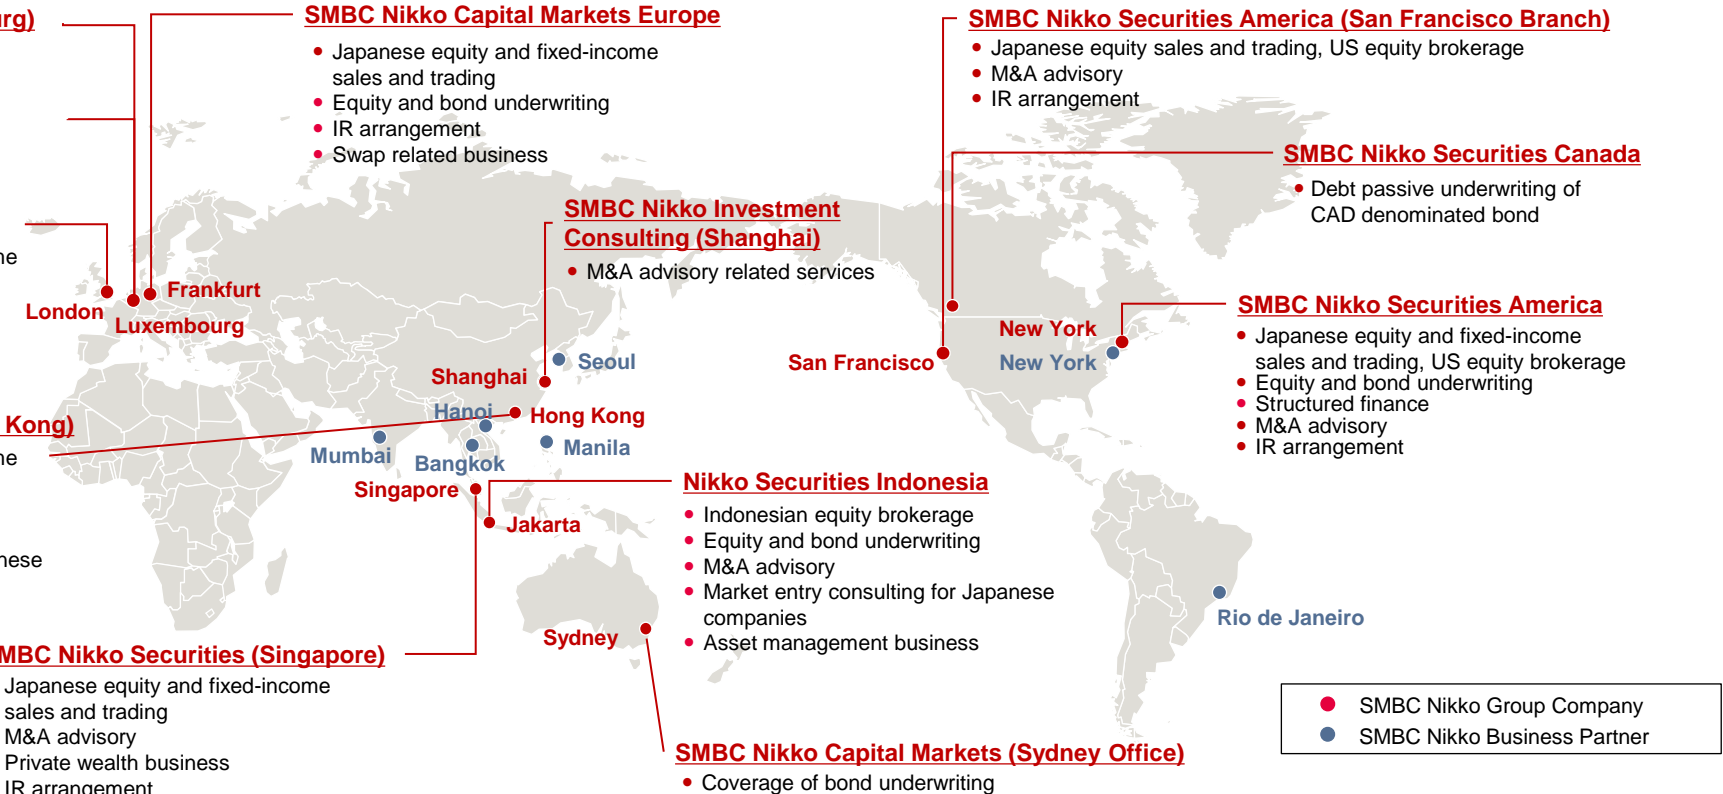 urg)
SMBC Nikko Capital Markets Europe
• Japanese equity and fixed-income
sales and trading
• Equity and bond underwriting
• IR arrangement
• Swap related business
SMBC Nikko Securities America (San Francisco Branch)
• Japanese equity sales and trading, US equity brokerage
• M&A advisory
• IR arrangement
SMBC Nikko Securities Canada
• Debt passive underwriting of
CAD denominated bond
SMBC Nikko Investment
Consulting (Shanghai)
• M&A advisory related services
ne
London
Frankfurt
Luxembourg
SMBC Nikko Securities America
• Japanese equity and fixed-income
sales and trading, US equity brokerage
• Equity and bond underwriting
• Structured finance
• M&A advisory
• IR arrangement
New York
New York
San Francisco
Seoul
Shanghai
Hanoi
Hong Kong
Kong)
ne
Mumbai
Bangkok
Manila
Singapore
Jakarta
Nikko Securities Indonesia
• Indonesian equity brokerage
• Equity and bond underwriting
• M&A advisory
• Market entry consulting for Japanese
companies
• Asset management business
nese
Sydney
Rio de Janeiro
MBC Nikko Securities (Singapore)
Japanese equity and fixed-income
sales and trading
M&A advisory
Private wealth business
IR arrangement
SMBC Nikko Capital Markets (Sydney Office)
• Coverage of bond underwriting
SMBC Nikko Group Company
SMBC Nikko Business Partner